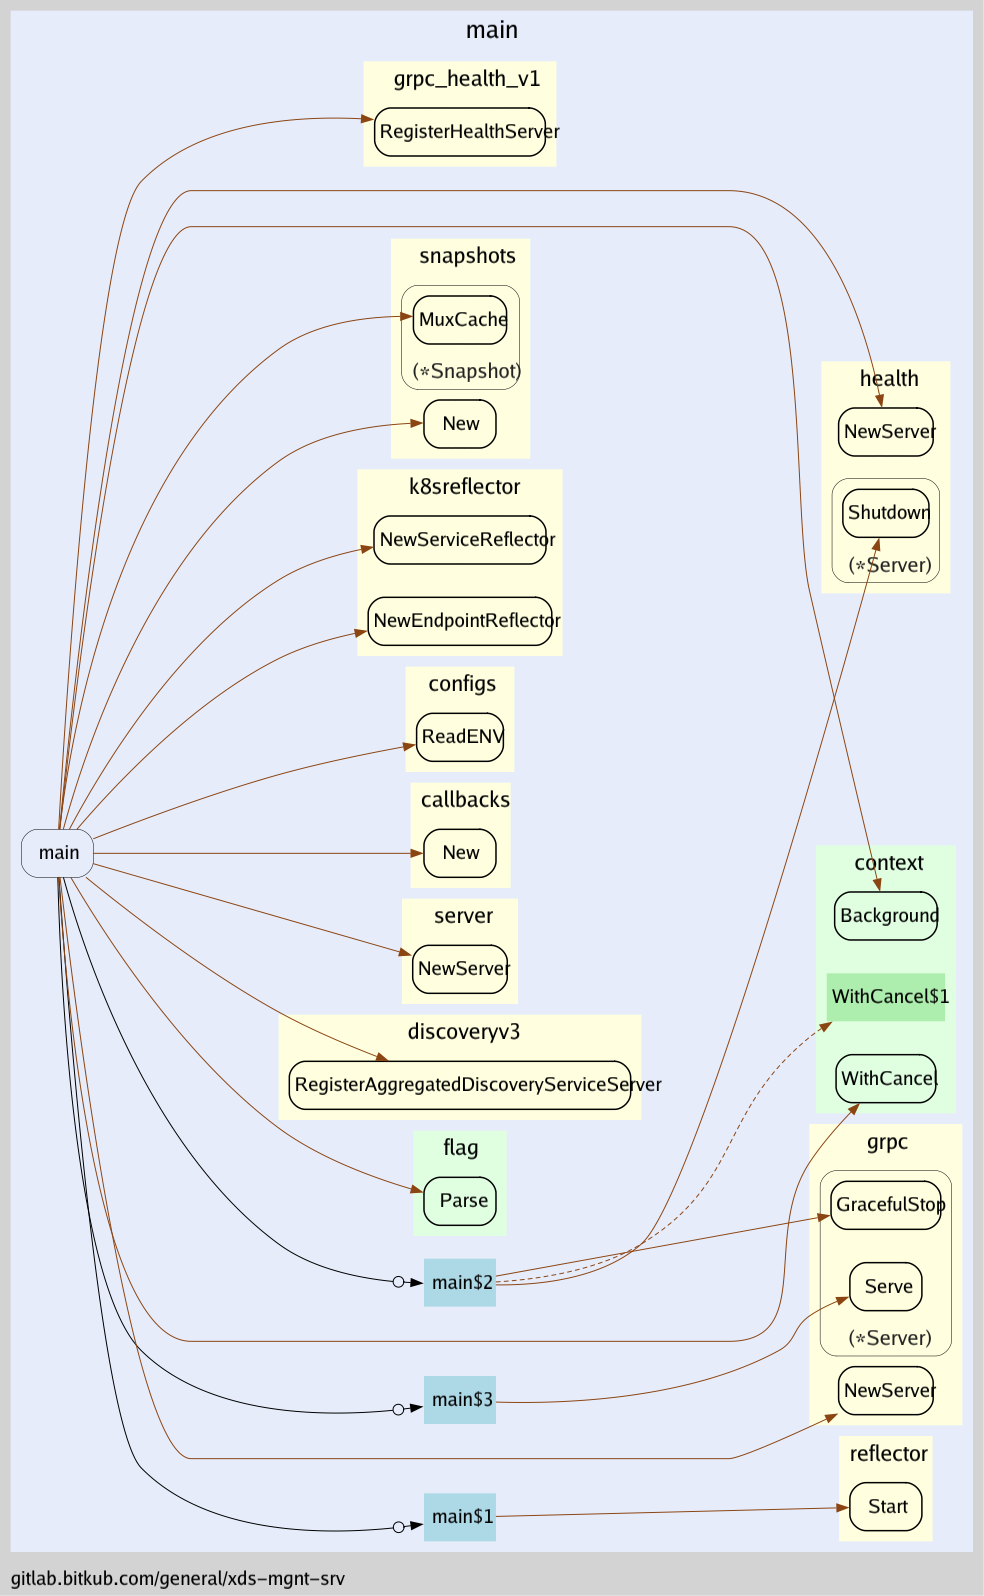 main
grpc_health_v1
RegisterHealthServer
snapshots
MuxCache
(*Snapshot)
New
health
NewServer
Shutdown
(*Server)
k8sreflector
NewServiceReflector
NewEndpointReflector
configs
ReadENV
callbacks
New
main
server
NewServer
context
Background
WithCancel$1
WithCancel
discoveryv3
RegisterAggregatedDiscoveryServiceServer
flag
Parse
grpc
GracefulStop
Serve
(*Server)
NewServer
main$2
main$3
reflector
Start
main$1
gitlab.bitkub.com/general/xds-mgnt-srv